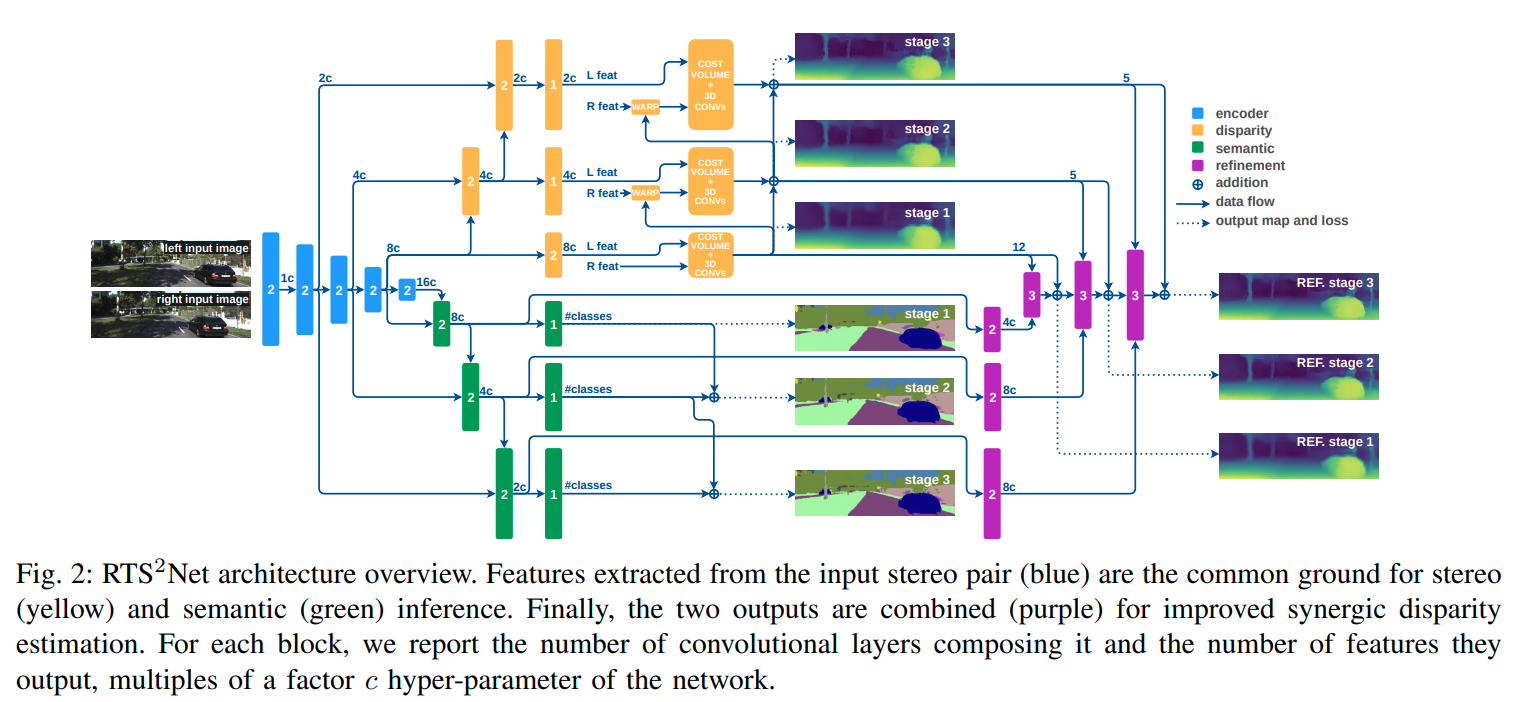 stage 3
2c
2
2c
1
2c
L feat
R feat
WARP
COST
VOLUME
+
3D
CONVs
5
encoder
disparity
semantic
refinement
addition
data flow
output map and loss
stage 2
4c
2
4c
1
4c
L feat
R feat
WARP
COST
VOLUME
+
3D
CONVs
5
stage 1
8c
2
8c
L feat
R feat
COST
VOLUME
+
3D
CONVs
12
left input image
right input image
2
1c
2
2
2
2
16c
3
3
3
REF. stage 3
2
8c
1
#classes
stage 1
2
4c
REF. stage 2
2
4c
1
#classes
stage 2
2
8c
REF. stage 1
2
2c
1
#classes
stage 3
2
8c
Fig. 2: RTS²Net architecture overview. Features extracted from the input stereo pair (blue) are the common ground for stereo
(yellow) and semantic (green) inference. Finally, the two outputs are combined (purple) for improved synergic disparity
estimation. For each block, we report the number of convolutional layers composing it and the number of features they
output, multiples of a factor c hyper-parameter of the network.